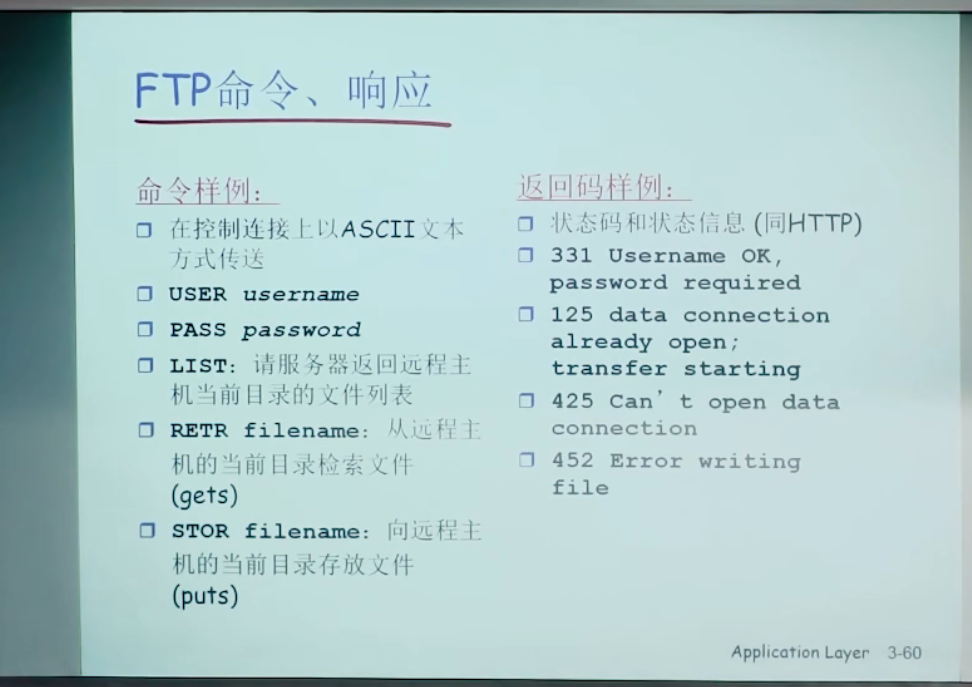 FTP命令、响应
命令样例：
❒ 在控制连接上以ASCII文本
方式传送
❒ USER username
❒ PASS password
❒ LIST：请服务器返回远程主
机当前目录的文件列表
❒ RETR filename：从远程主
机的当前目录检索文件
(gets)
❒ STOR filename：向远程主
机的当前目录存放文件
(puts)
返回码样例：
❒ 状态码和状态信息 (同HTTP)
❒ 331 Username OK,
password required
❒ 125 data connection
already open;
transfer starting
❒ 425 Can't open data
connection
❒ 452 Error writing
file
Application Layer 3-60